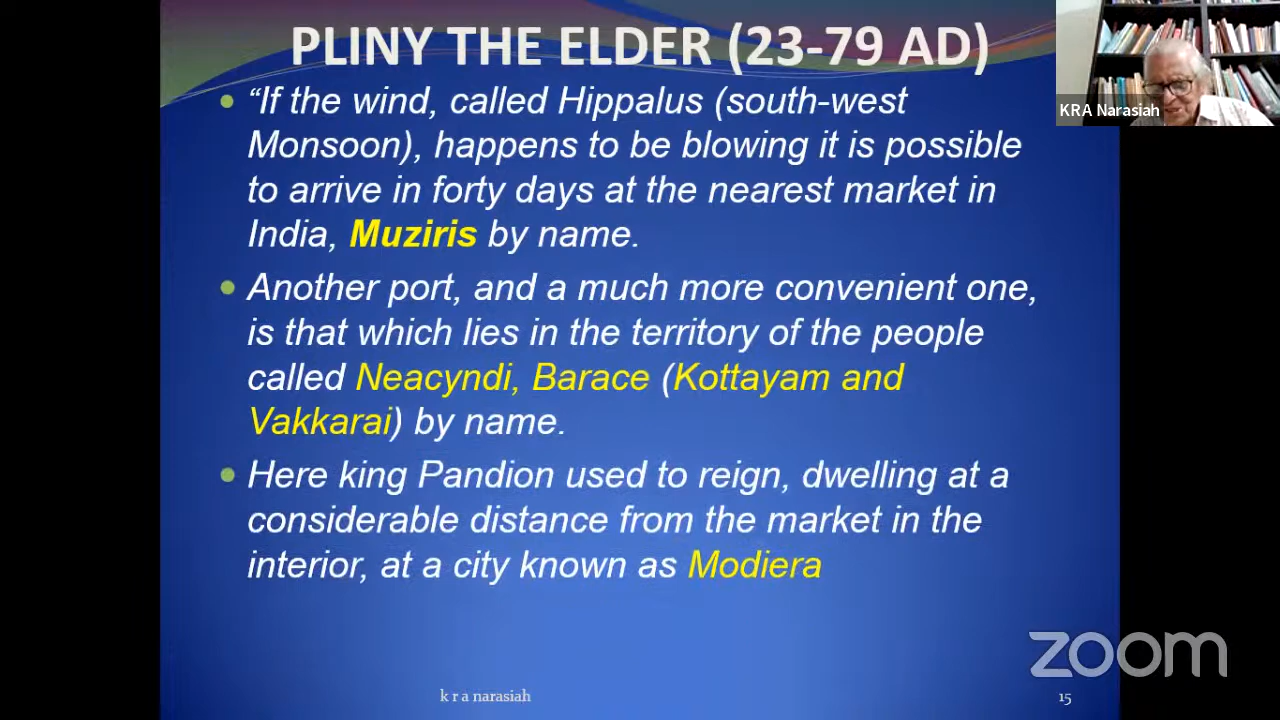 PLINY THE ELDER (23-79 AD)
KRA Narasiah
“If the wind, called Hippalus (south-west
Monsoon), happens to be blowing it is possible
to arrive in forty days at the nearest market in
India, Muziris by name.
Another port, and a much more convenient one,
is that which lies in the territory of the people
called Neacyndi, Barace (Kottayam and
Vakkarai) by name.
Here king Pandion used to reign, dwelling at a
considerable distance from the market in the
interior, at a city known as Modiera
zoom
k r a narasiah
15